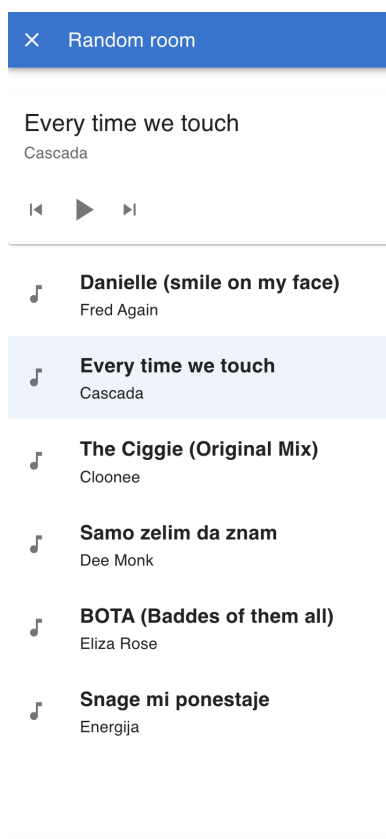 Random room
Every time we touch
Cascada
Danielle (smile on my face)
Fred Again
Every time we touch
Cascada
The Ciggie (Original Mix)
Cloonee
Samo zelim da znam
Dee Monk
BOTA (Baddes of them all)
Eliza Rose
Snage mi ponestaje
Energija